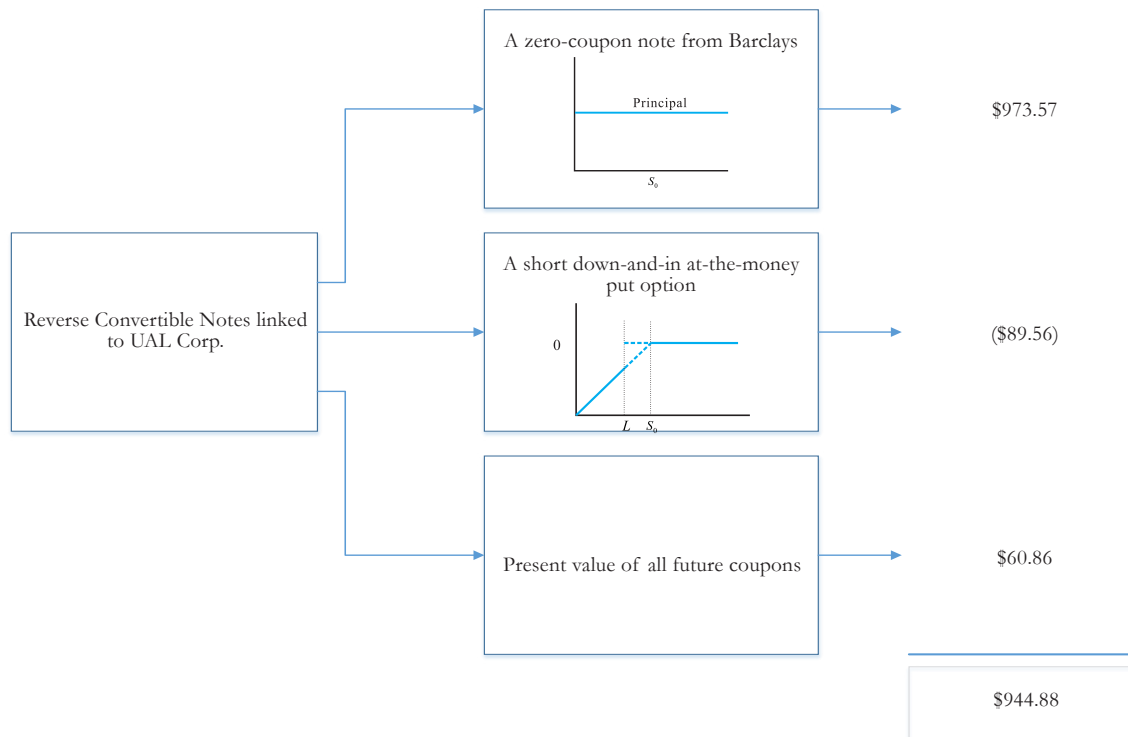 A zero-coupon note from Barclays
Principal
S₀
$973.57
Reverse Convertible Notes linked
to UAL Corp.
A short down-and-in at-the-money
put option
0
L S₀
($89.56)
Present value of all future coupons
$60.86
$944.88